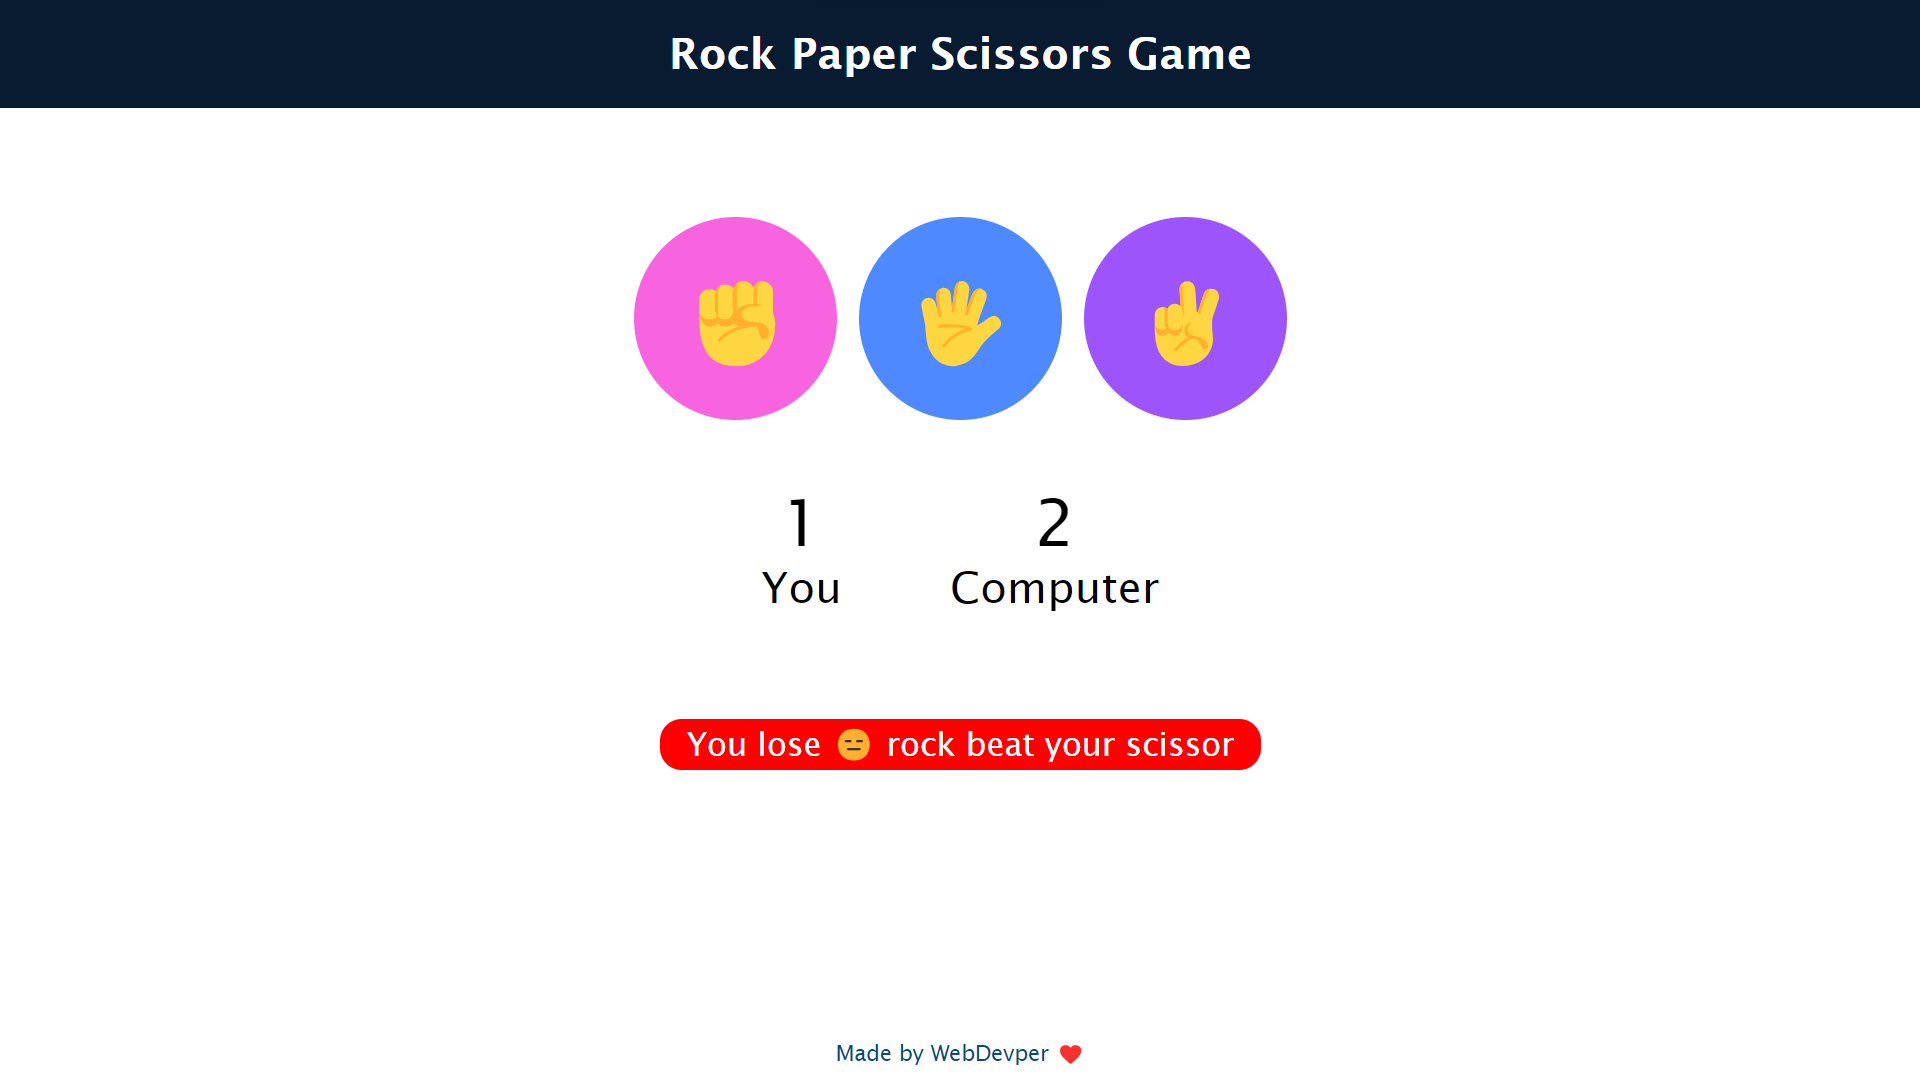 Rock Paper Scissors Game
1 2
You Computer
You lose 😑 rock beat your scissor
Made by WebDevper ❤️